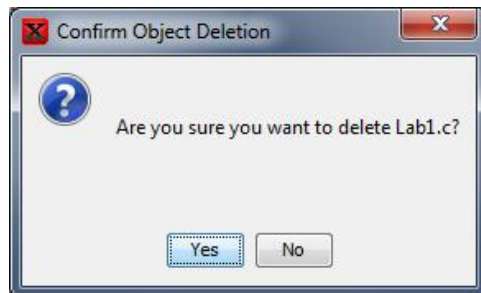 Confirm Object Deletion
Are you sure you want to delete Lab1.c?
Yes No